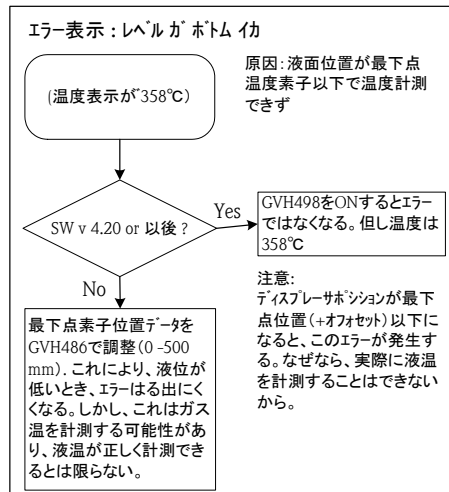 エラー表示 : ﾚﾍﾞﾙ ｶﾞ ﾎﾞﾄﾑ ｲｶ
原因：液面位置が最下点
温度素子以下で温度計測
できず
(温度表示が358℃)
SW v 4.20 or 以後 ?
Yes
GVH498をONするとエラー
ではなくなる。但し温度は
358℃
No
注意:
ﾃﾞｨｽﾌﾟﾚｰｻﾎﾟｼﾞｼｮﾝが最下
点位置(+オフォセット)以下に
なると、このエラーが発生す
る。なぜなら、実際に液温
を計測することはできない
から。
最下点素子位置データを
GVH486で調整(0 -500
mm). これにより、液位が
低いとき、エラーはる出にく
くなる。しかし、これはガス
温を計測する可能性があ
り、液温が正しく計測でき
るとは限らない。